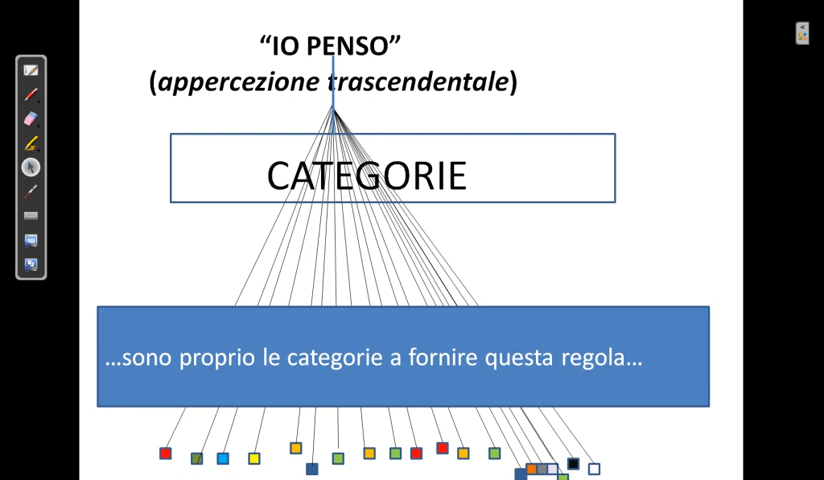 “IO PENSO”
(appercezione trascendentale)
CATEGORIE
...sono proprio le categorie a fornire questa regola...